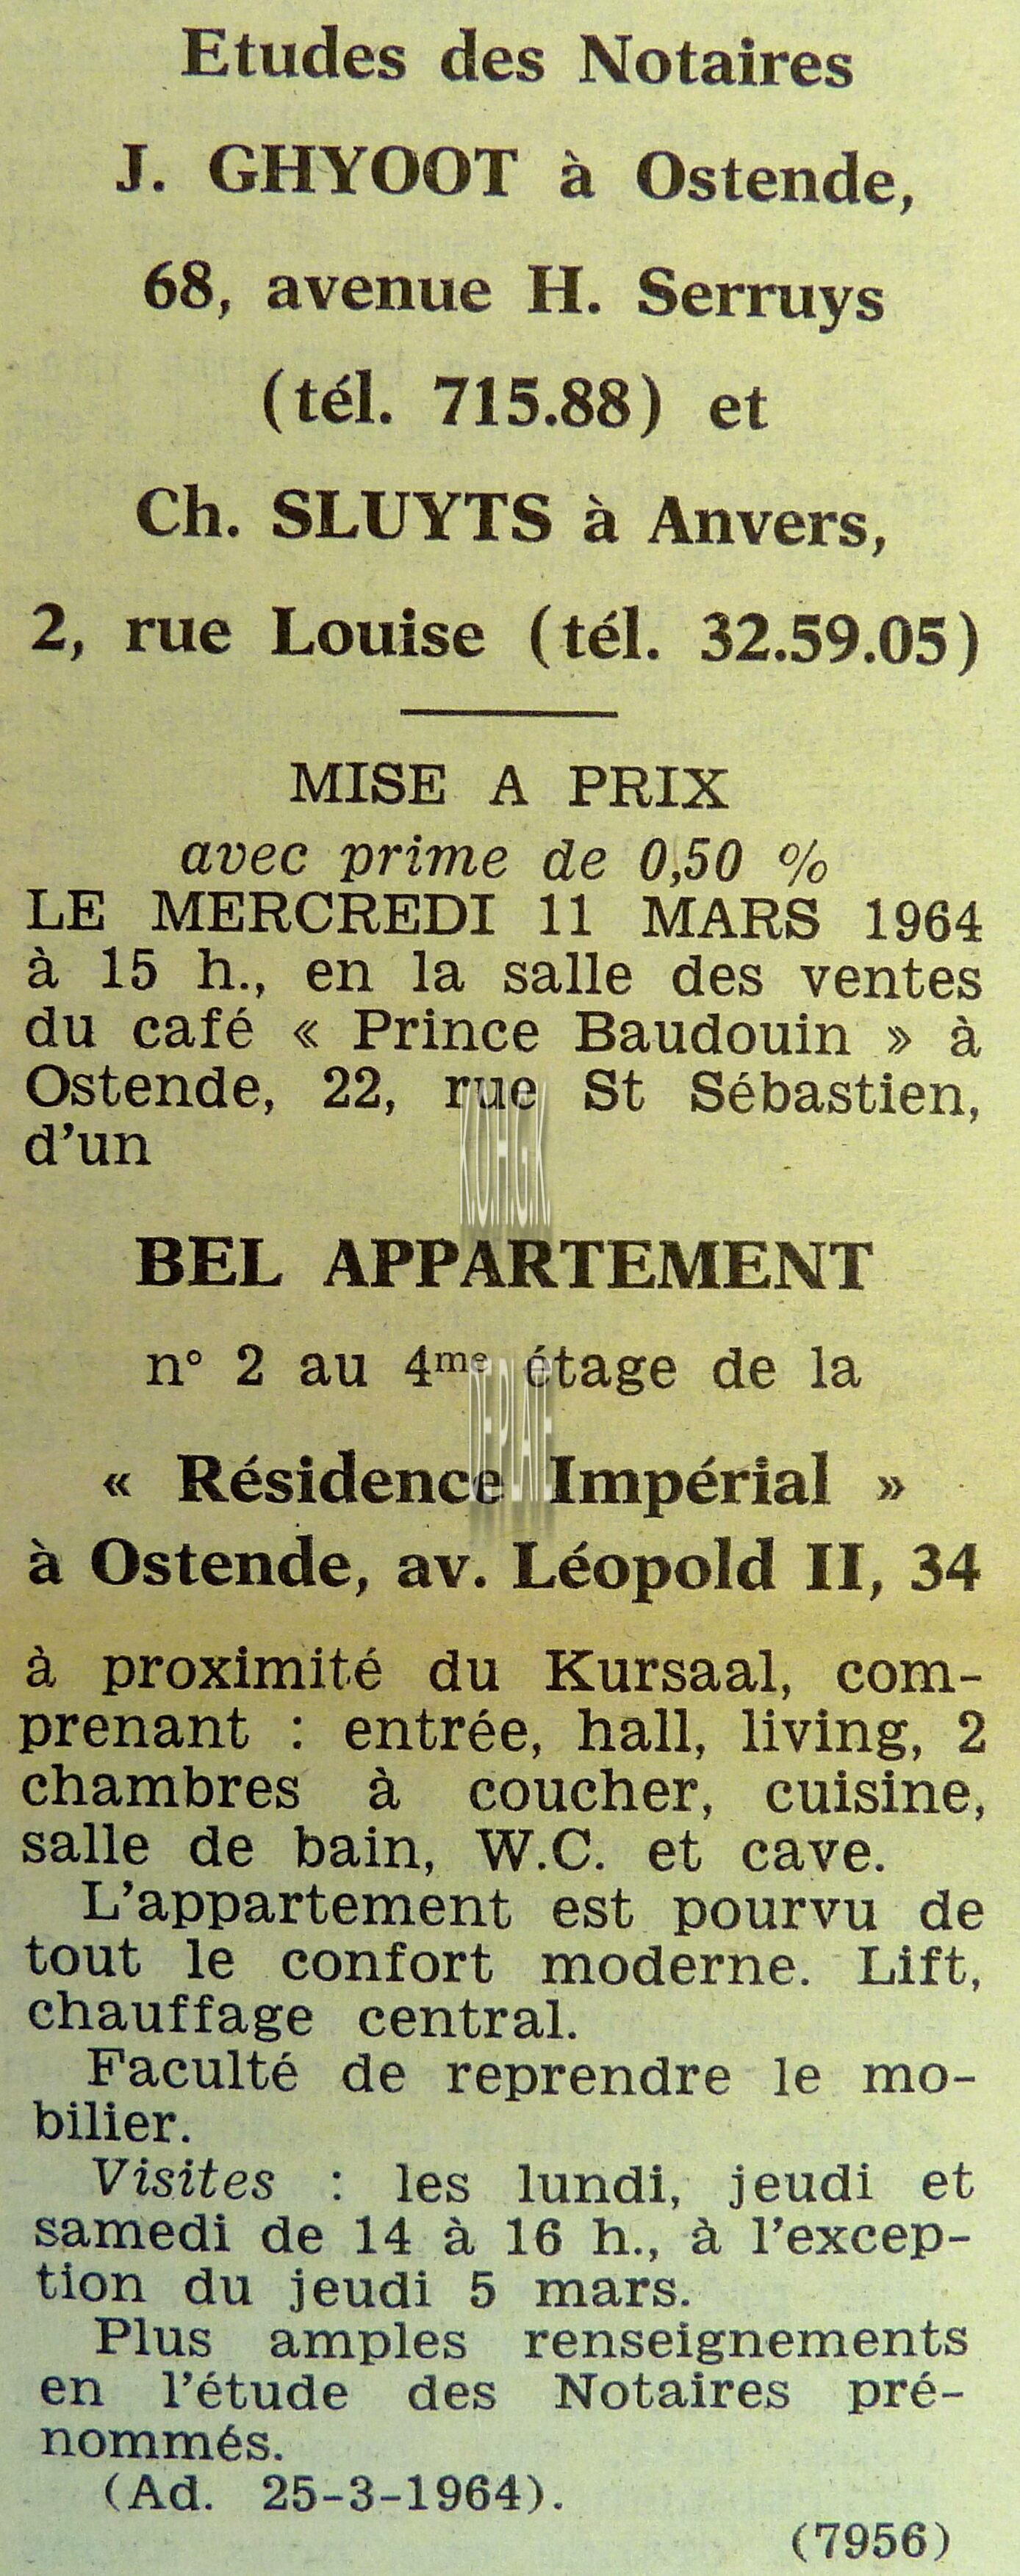 Etudes des Notaires
J. GHYOOT à Ostende,
68, avenue H. Serruys
(tél. 715.88) et
Ch. SLUYTS à Anvers,
2, rue Louise (tél. 32.59.05)
MISE A PRIX
avec prime de 0,50 %
LE MERCREDI 11 MARS 1964
à 15 h., en la salle des ventes
du café « Prince Baudouin » à
Ostende, 22, rue St Sébastien,
d'un
K.O.H.G.K.
BEL APPARTEMENT
n° 2 au 4me étage de la
DE PLATE
« Résidence Impérial »
à Ostende, av. Léopold II, 34
à proximité du Kursaal, com-
prenant : entrée, hall, living, 2
chambres à coucher, cuisine,
salle de bain, W.C. et cave.
L'appartement est pourvu de
tout le confort moderne. Lift,
chauffage central.
Faculté de reprendre le mo-
bilier.
Visites : les lundi, jeudi et
samedi de 14 à 16 h., à l'excep-
tion du jeudi 5 mars.
Plus amples renseignements
en l'étude des Notaires pré-
nommés.
(Ad. 25-3-1964).
(7956)